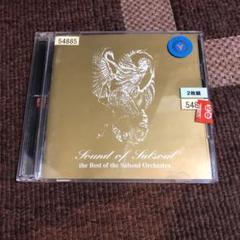 54885
2枚組
Sound of Salsoul
the Best of the Salsoul Orchestra